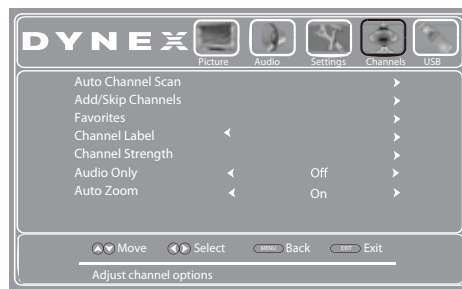 DYNEX
Picture Audio Settings Channels USB
Auto Channel Scan
Add/Skip Channels
Favorites
Channel Label
Channel Strength
Audio Only Off
Auto Zoom On
Move Select MENU Back EXIT Exit
Adjust channel options